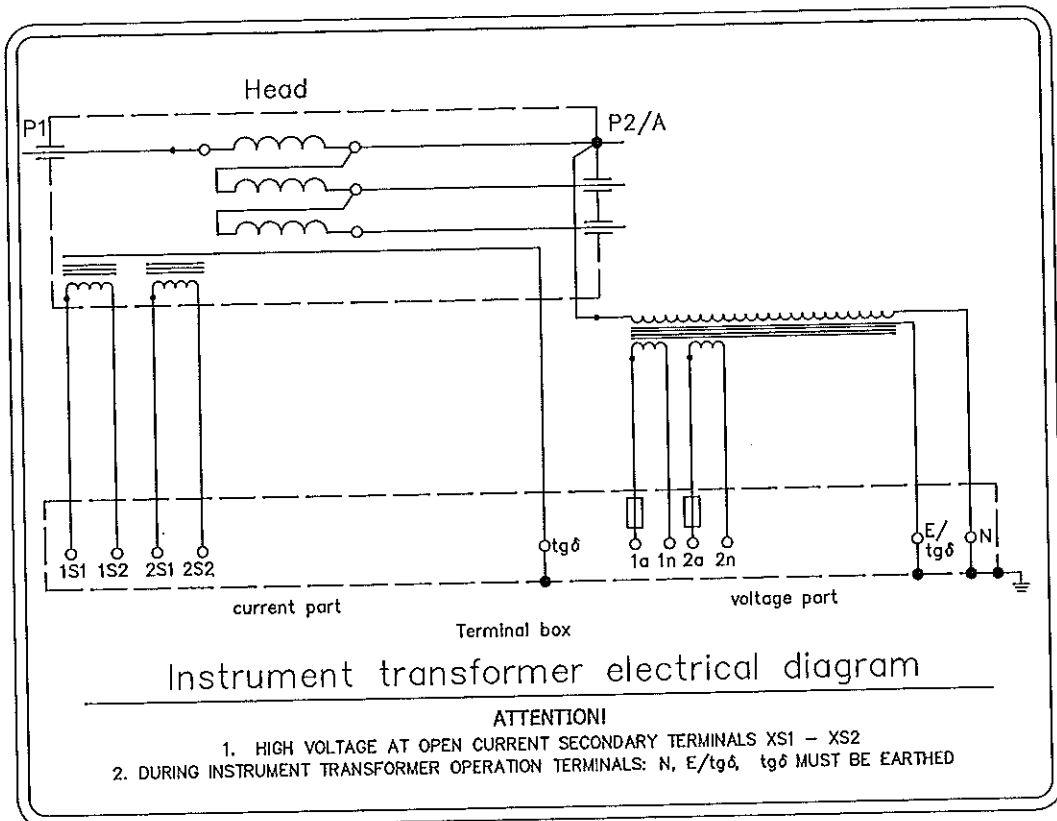 Head
P1
P2/A
1S1 1S2 2S1 2S2
tgδ
1a 1n 2a 2n
E/
tgδ
N
current part
voltage part
Terminal box
Instrument transformer electrical diagram
ATTENTION!
1. HIGH VOLTAGE AT OPEN CURRENT SECONDARY TERMINALS XS1 – XS2
2. DURING INSTRUMENT TRANSFORMER OPERATION TERMINALS: N, E/tgδ, tgδ MUST BE EARTHED